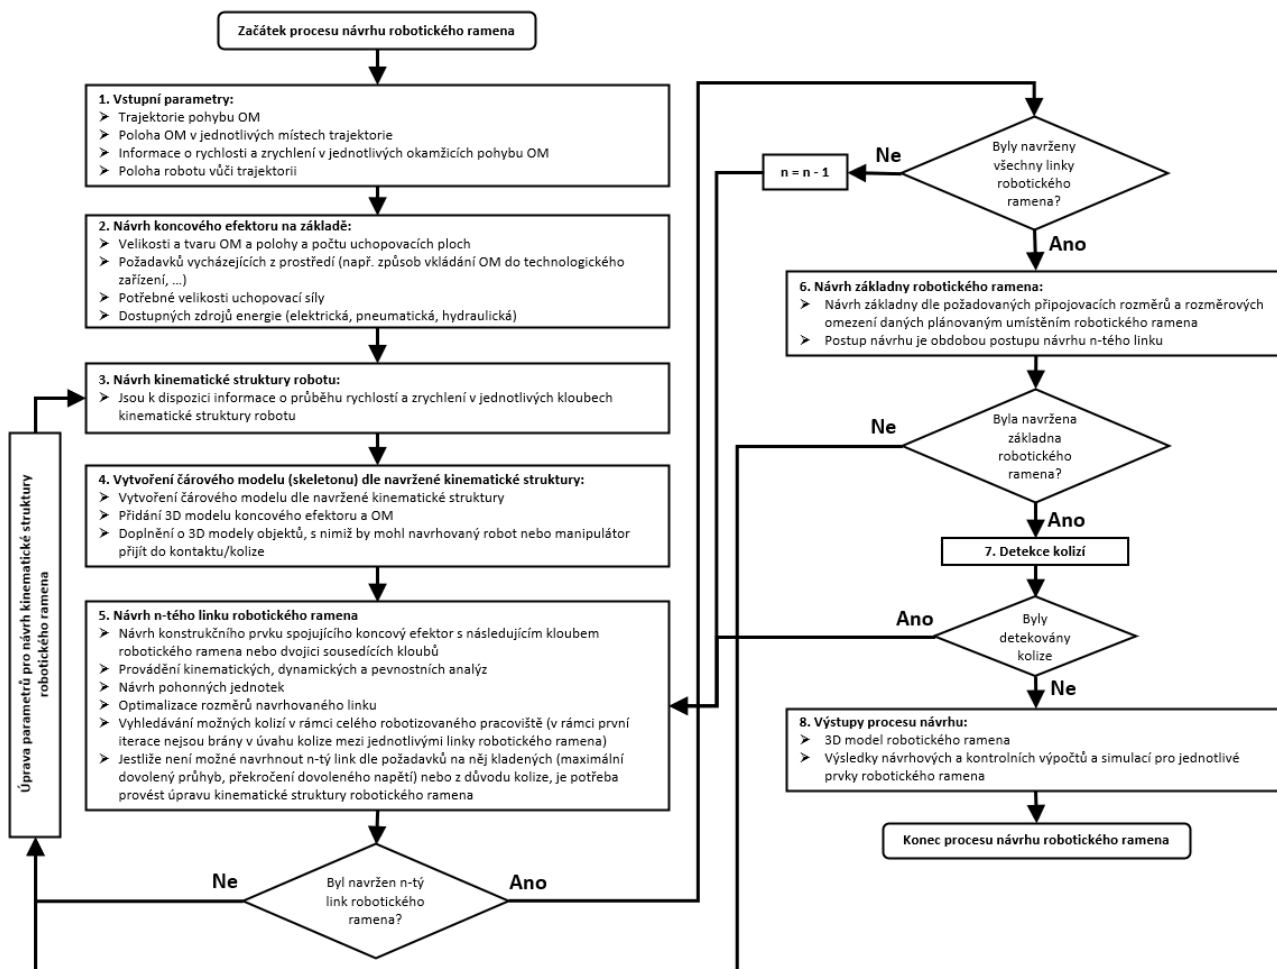 Začátek procesu návrhu robotického ramena
1. Vstupní parametry:
➢ Trajektorie pohybu OM
➢ Poloha OM v jednotlivých místech trajektorie
➢ Informace o rychlosti a zrychlení v jednotlivých okamžicích pohybu OM
➢ Poloha robotu vůči trajektorii
2. Návrh koncového efektoru na základě:
➢ Velikosti a tvaru OM a polohy a počtu uchopovacích ploch
➢ Požadavků vycházejících z prostředí (např. způsob vkládání OM do technologického
zařízení, ...)
➢ Potřebné velikosti uchopovací síly
➢ Dostupných zdrojů energie (elektrická, pneumatická, hydraulická)
3. Návrh kinematické struktury robotu:
➢ Jsou k dispozici informace o průběhu rychlostí a zrychlení v jednotlivých kloubech
kinematické struktury robotu
4. Vytvoření čárového modelu (skeletonu) dle navržené kinematické struktury:
➢ Vytvoření čárového modelu dle navržené kinematické struktury
➢ Přidání 3D modelu koncového efektoru a OM
➢ Doplnění o 3D modely objektů, s nimiž by mohl navrhovaný robot nebo manipulátor
přijít do kontaktu/kolize
5. Návrh n-tého linku robotického ramena
➢ Návrh konstrukčního prvku spojujícího koncový efektor s následujícím kloubem
robotického ramena nebo dvojici sousedících kloubů
➢ Provádění kinematických, dynamických a pevnostních analýz
➢ Návrh pohonných jednotek
➢ Optimalizace rozměrů navrhovaného linku
➢ Vyhledávání možných kolizí v rámci celého robotizovaného pracoviště (v rámci první
iterace nejsou brány v úvahu kolize mezi jednotlivými linky robotického ramena)
➢ Jestliže není možné navrhnout n-tý link dle požadavků na něj kladených (maximální
dovolený průhyb, překročení dovoleného napětí) nebo z důvodu kolize, je potřeba
provést úpravu kinematické struktury robotického ramena
Byl navržen n-tý
link robotického
ramena?
Ne
Ano
Úprava parametrů pro návrh kinematické struktury
robotického ramena
Byly navrženy
všechny linky
robotického
ramena?
Ne
n = n - 1
Ano
6. Návrh základny robotického ramena:
➢ Návrh základny dle požadovaných připojovacích rozměrů a rozměrových
omezení daných plánovaným umístěním robotického ramena
➢ Postup návrhu je obdobou postupu návrhu n-tého linku
Byla navržena
základna
robotického
ramena?
Ne
Ano
7. Detekce kolizí
Byly
detekovány
kolize
Ano
Ne
8. Výstupy procesu návrhu:
➢ 3D model robotického ramena
➢ Výsledky návrhových a kontrolních výpočtů a simulací pro jednotlivé
prvky robotického ramena
Konec procesu návrhu robotického ramena